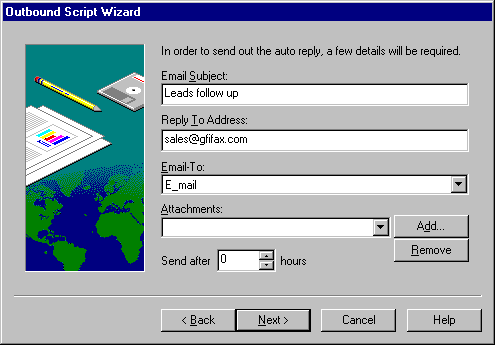 Outbound Script Wizard
In order to send out the auto reply, a few details will be required.
Email Subject:
Leads follow up
Reply To Address:
sales@gfifax.com
Email-To:
E_mail
Attachments:
Add...
Remove
Send after 0 hours
< Back Next > Cancel Help